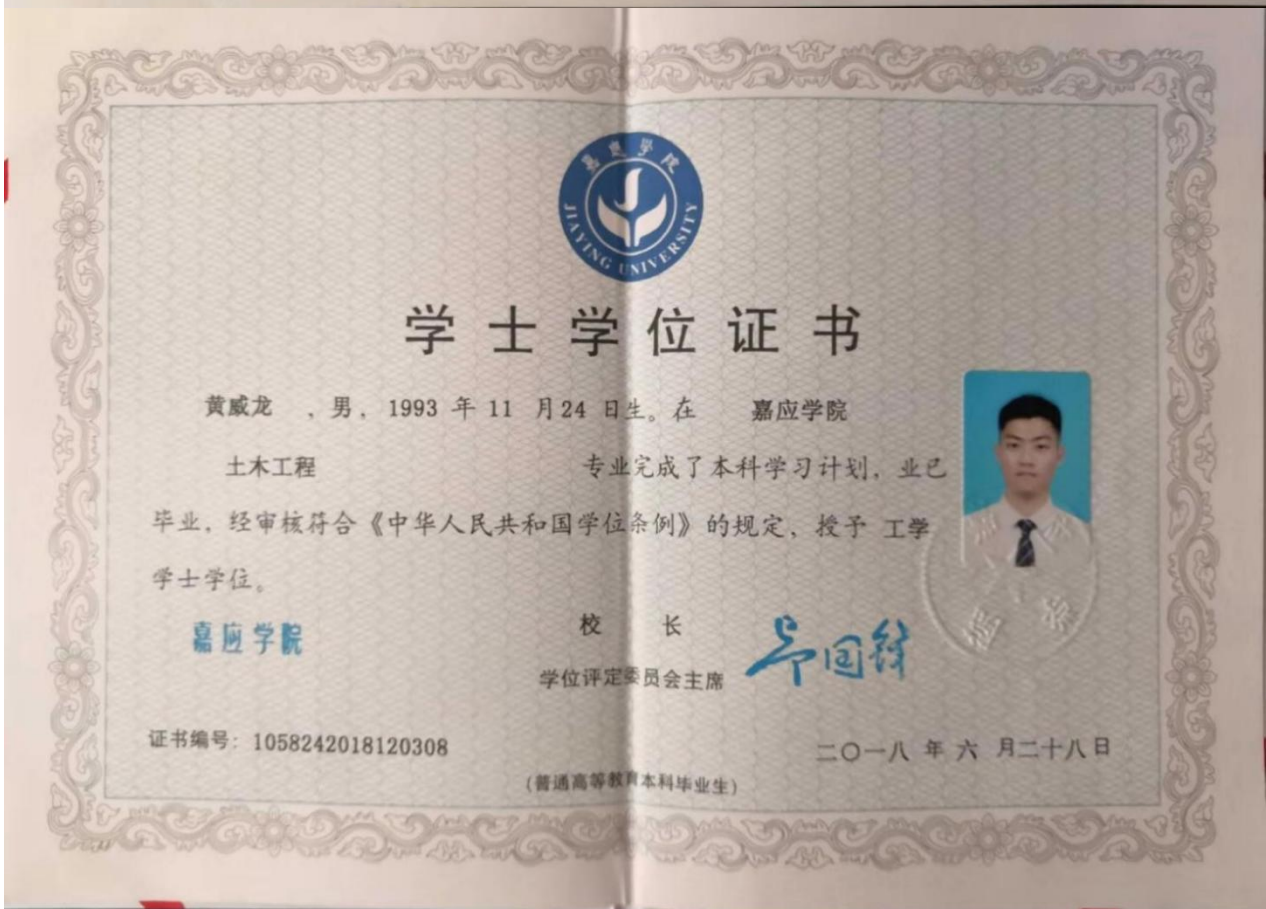 嘉应学院
JIAYING UNIVERSITY
学士学位证书
黄威龙 ，男，1993 年 11 月24 日生。在 嘉应学院
土木工程 专业完成了本科学习计划，业已
毕业，经审核符合《中华人民共和国学位条例》的规定，授予 工学
学士学位。
嘉应学院
校 长
学位评定委员会主席
证书编号：1058242018120308
二〇一八 年 六 月二十八日
(普通高等教育本科毕业生)